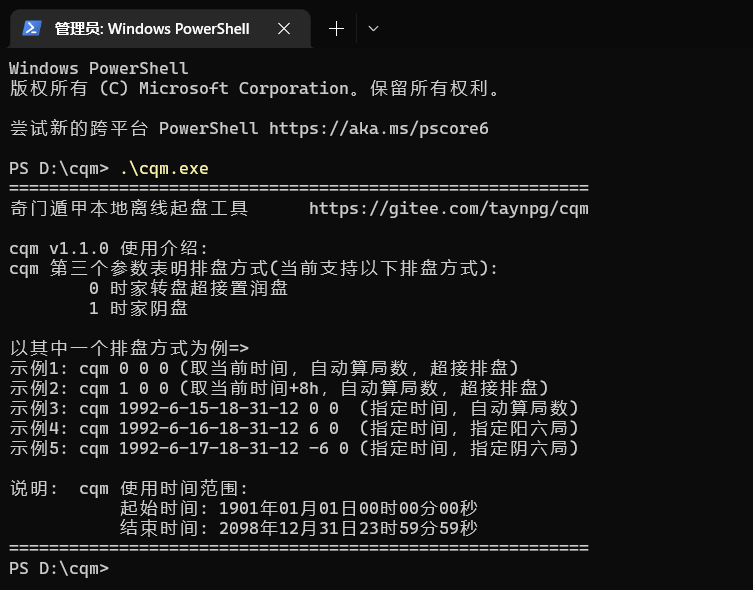 管理员: Windows PowerShell
Windows PowerShell
版权所有 (C) Microsoft Corporation。保留所有权利。
尝试新的跨平台 PowerShell https://aka.ms/pscore6
PS D:\cqm> .\cqm.exe
==========================================================
奇门遁甲本地离线起盘工具      https://gitee.com/taynpg/cqm
cqm v1.1.0 使用介绍:
cqm 第三个参数表明排盘方式(当前支持以下排盘方式):
        0 时家转盘超接置润盘
        1 时家阴盘
以其中一个排盘方式为例=>
示例1: cqm 0 0 0 (取当前时间, 自动算局数, 超接排盘)
示例2: cqm 1 0 0 (取当前时间+8h, 自动算局数, 超接排盘)
示例3: cqm 1992-6-15-18-31-12 0 0  (指定时间, 自动算局数)
示例4: cqm 1992-6-16-18-31-12 6 0  (指定时间, 指定阳六局)
示例5: cqm 1992-6-17-18-31-12 -6 0 (指定时间, 指定阴六局)
说明:  cqm 使用时间范围:
           起始时间: 1901年01月01日00时00分00秒
           结束时间: 2098年12月31日23时59分59秒
==========================================================
PS D:\cqm>